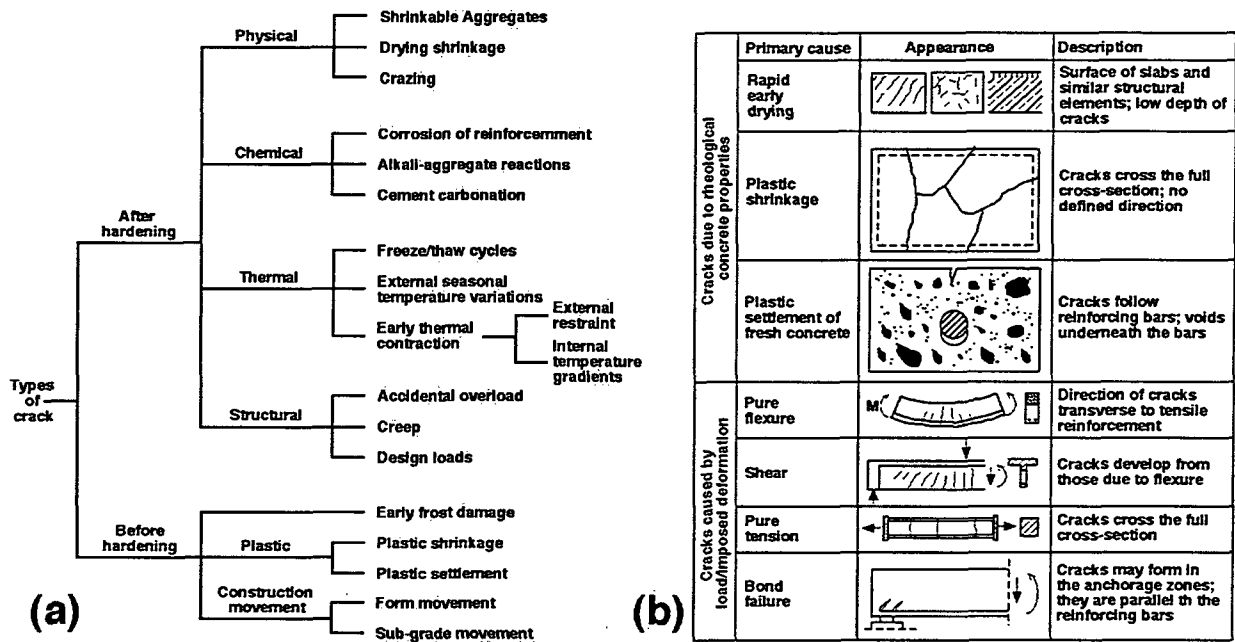 Types
of
crack
After
hardening
Physical
Shrinkable Aggregates
Drying shrinkage
Crazing
Chemical
Corrosion of reinforcemnent
Alkali-aggregate reactions
Cement carbonation
Thermal
Freeze/thaw cycles
External seasonal
temperature variations
Early thermal
contraction
External
restraint
Internal
temperature
gradients
Structural
Accidental overload
Creep
Design loads
Before
hardening
Early frost damage
Plastic
Plastic shrinkage
Plastic settlement
Construction
movement
Form movement
Sub-grade movement
(a)
Primary cause Appearance Description
Cracks due to rheological
concrete properties
Rapid
early
drying
Surface of slabs and
similar structural
elements; low depth of
cracks
Plastic
shrinkage
Cracks cross the full
cross-section; no
defined direction
Plastic
settlement of
fresh concrete
Cracks follow
reinforcing bars; voids
underneath the bars
Cracks caused by
load/imposed deformation
Pure
flexure
M
Direction of cracks
transverse to tensile
reinforcement
Shear
Cracks develop from
those due to flexure
Pure
tension
Cracks cross the full
cross-section
Bond
failure
Cracks may form in
the anchorage zones;
they are parallel th the
reinforcing bars
(b)